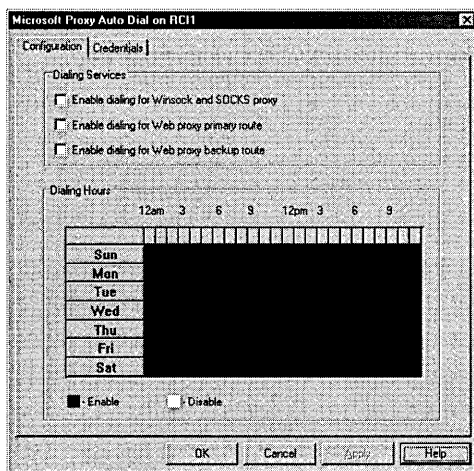 Microsoft Proxy Auto Dial on RCI1
Configuration Credentials
Dialing Services
Enable dialing for Winsock and SOCKS proxy
Enable dialing for Web proxy primary route
Enable dialing for Web proxy backup route
Dialing Hours
12am 3 6 9 12pm 3 6 9
Sun
Mon
Tue
Wed
Thu
Fri
Sat
- Enable - Disable
OK Cancel Apply Help